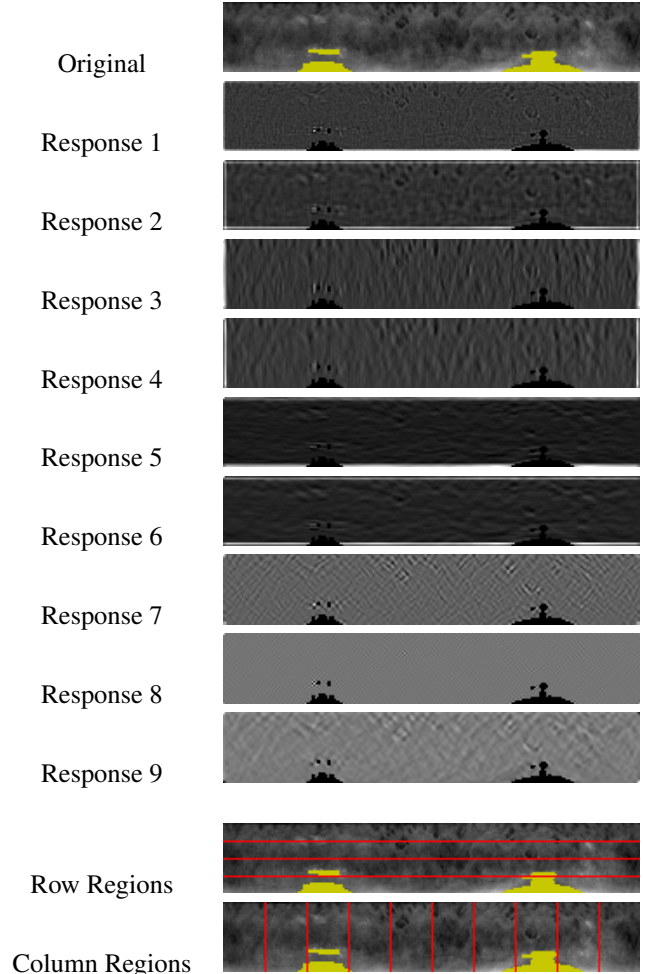 Original
Response 1
Response 2
Response 3
Response 4
Response 5
Response 6
Response 7
Response 8
Response 9
Row Regions
Column Regions